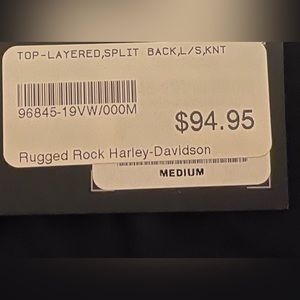 TOP-LAYERED,SPLIT BACK,L/S,KNT
96845-19VW/000M
$94.95
Rugged Rock Harley-Davidson
MEDIUM